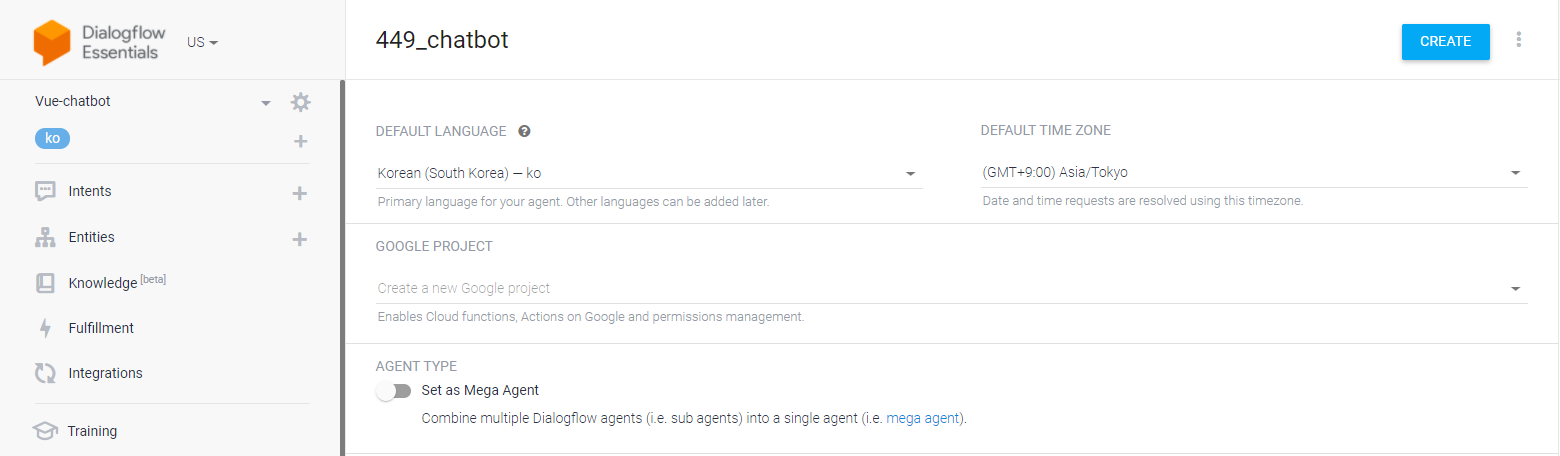 Dialogflow
Essentials
US
449_chatbot
CREATE
Vue-chatbot
ko
Intents
Entities
Knowledge [beta]
Fulfillment
Integrations
Training
DEFAULT LANGUAGE ?
Korean (South Korea) — ko
Primary language for your agent. Other languages can be added later.
DEFAULT TIME ZONE
(GMT+9:00) Asia/Tokyo
Date and time requests are resolved using this timezone.
GOOGLE PROJECT
Create a new Google project
Enables Cloud functions, Actions on Google and permissions management.
AGENT TYPE
Set as Mega Agent
Combine multiple Dialogflow agents (i.e. sub agents) into a single agent (i.e. mega agent).